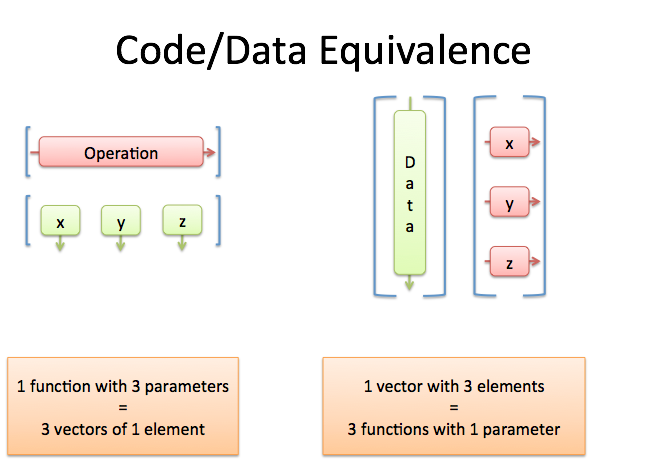 Code/Data Equivalence
Operation
x y z
D
a
t
a
x
y
z
1 function with 3 parameters
=
3 vectors of 1 element
1 vector with 3 elements
=
3 functions with 1 parameter